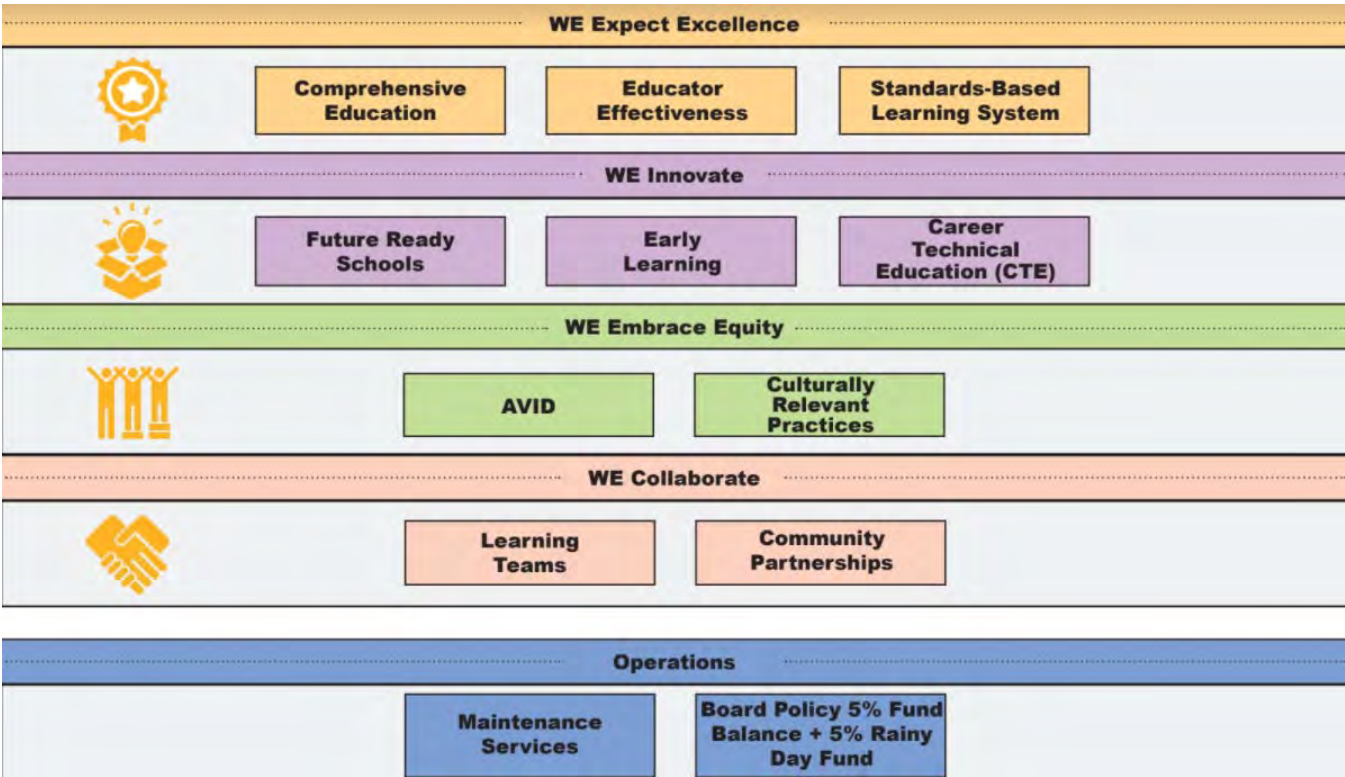 WE Expect Excellence
Comprehensive
Education
Educator
Effectiveness
Standards-Based
Learning System
WE Innovate
Future Ready
Schools
Early
Learning
Career
Technical
Education (CTE)
WE Embrace Equity
AVID
Culturally
Relevant
Practices
WE Collaborate
Learning
Teams
Community
Partnerships
Operations
Maintenance
Services
Board Policy 5% Fund
Balance + 5% Rainy
Day Fund